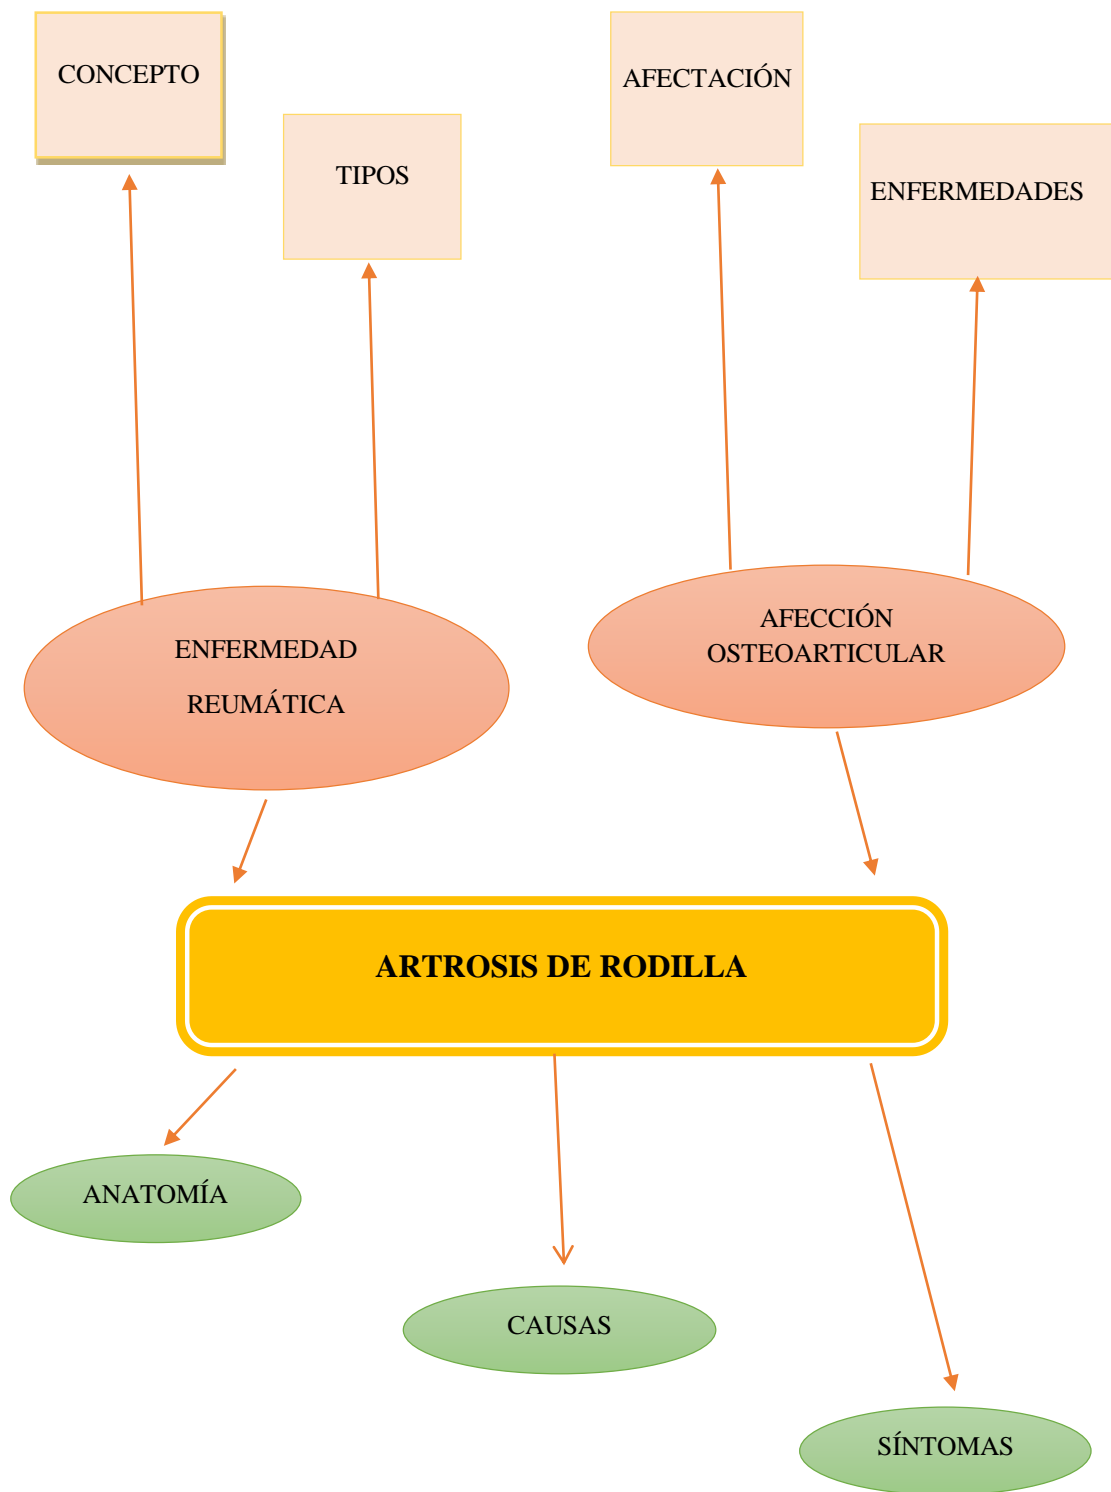 CONCEPTO
AFECTACIÓN
TIPOS
ENFERMEDADES
AFECCIÓN
OSTEOARTICULAR
ENFERMEDAD
REUMÁTICA
ARTROSIS DE RODILLA
ANATOMÍA
CAUSAS
SÍNTOMAS